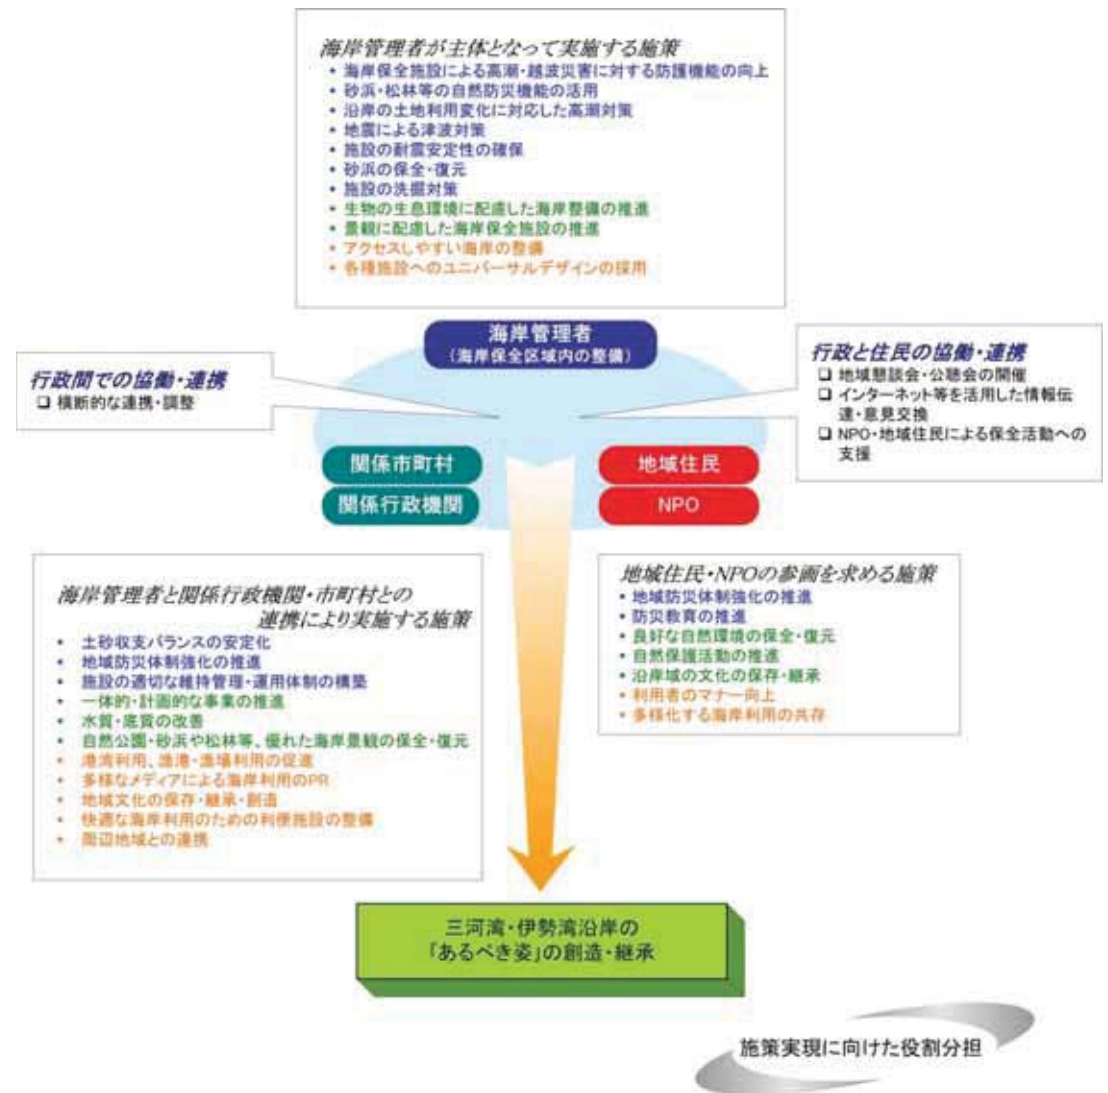 海岸管理者が主体となって実施する施策
• 海岸保全施設による高潮・越波災害に対する防護機能の向上
• 砂浜・松林等の自然防災機能の活用
• 沿岸の土地利用変化に対応した高潮対策
• 地震による津波対策
• 施設の耐震安定性の確保
• 砂浜の保全・復元
• 施設の洗掘対策
• 生物の生息環境に配慮した海岸整備の推進
• 景観に配慮した海岸保全施設の推進
• アクセスしやすい海岸の整備
• 各種施設へのユニバーサルデザインの採用
海岸管理者
（海岸保全区域内の整備）
行政間での協働・連携
❑ 横断的な連携・調整
行政と住民の協働・連携
❑ 地域懇談会・公聴会の開催
❑ インターネット等を活用した情報伝
達・意見交換
❑ NPO・地域住民による保全活動への
支援
関係市町村
関係行政機関
地域住民
NPO
海岸管理者と関係行政機関・市町村との
連携により実施する施策
• 土砂収支バランスの安定化
• 地域防災体制強化の推進
• 施設の適切な維持管理・運用体制の構築
• 一体的・計画的な事業の推進
• 水質・底質の改善
• 自然公園・砂浜や松林等、優れた海岸景観の保全・復元
• 港湾利用、漁港・漁場利用の促進
• 多様なメディアによる海岸利用のPR
• 地域文化の保存・継承・創造
• 快適な海岸利用のための利便施設の整備
• 周辺地域との連携
地域住民・NPOの参画を求める施策
• 地域防災体制強化の推進
• 防災教育の推進
• 良好な自然環境の保全・復元
• 自然保護活動の推進
• 沿岸域の文化の保存・継承
• 利用者のマナー向上
• 多様化する海岸利用の共存
三河湾・伊勢湾沿岸の
「あるべき姿」の創造・継承
施策実現に向けた役割分担